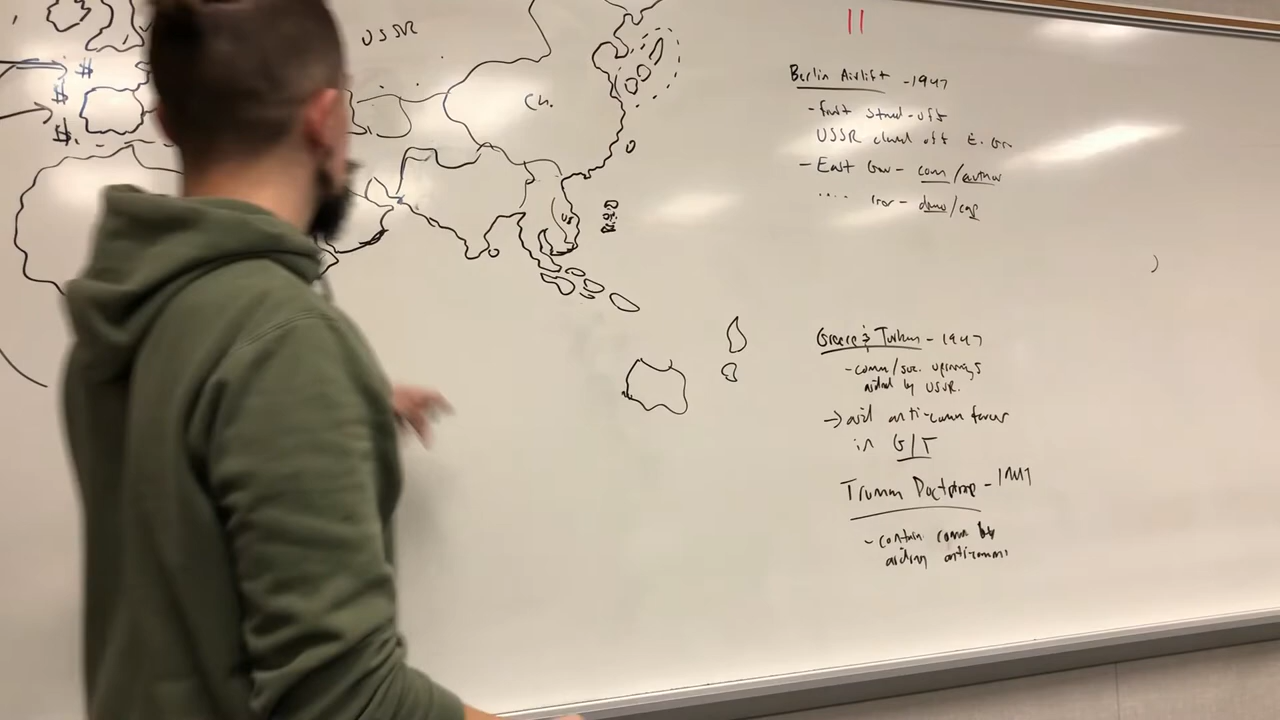 USSR
11
Ch.
$
$
$
Berlin Airlift - 1947
- first stand-off
USSR closed off E. Ger
- East Ger - com/author
.... Ger - demo/cap
Greece & Turkey - 1947
- comm/soc. uprisings
aided by USSR.
→ aid anti-comm forces
in G/T
Truman Doctrine - 1947
- contain comm by
aiding anti-comms